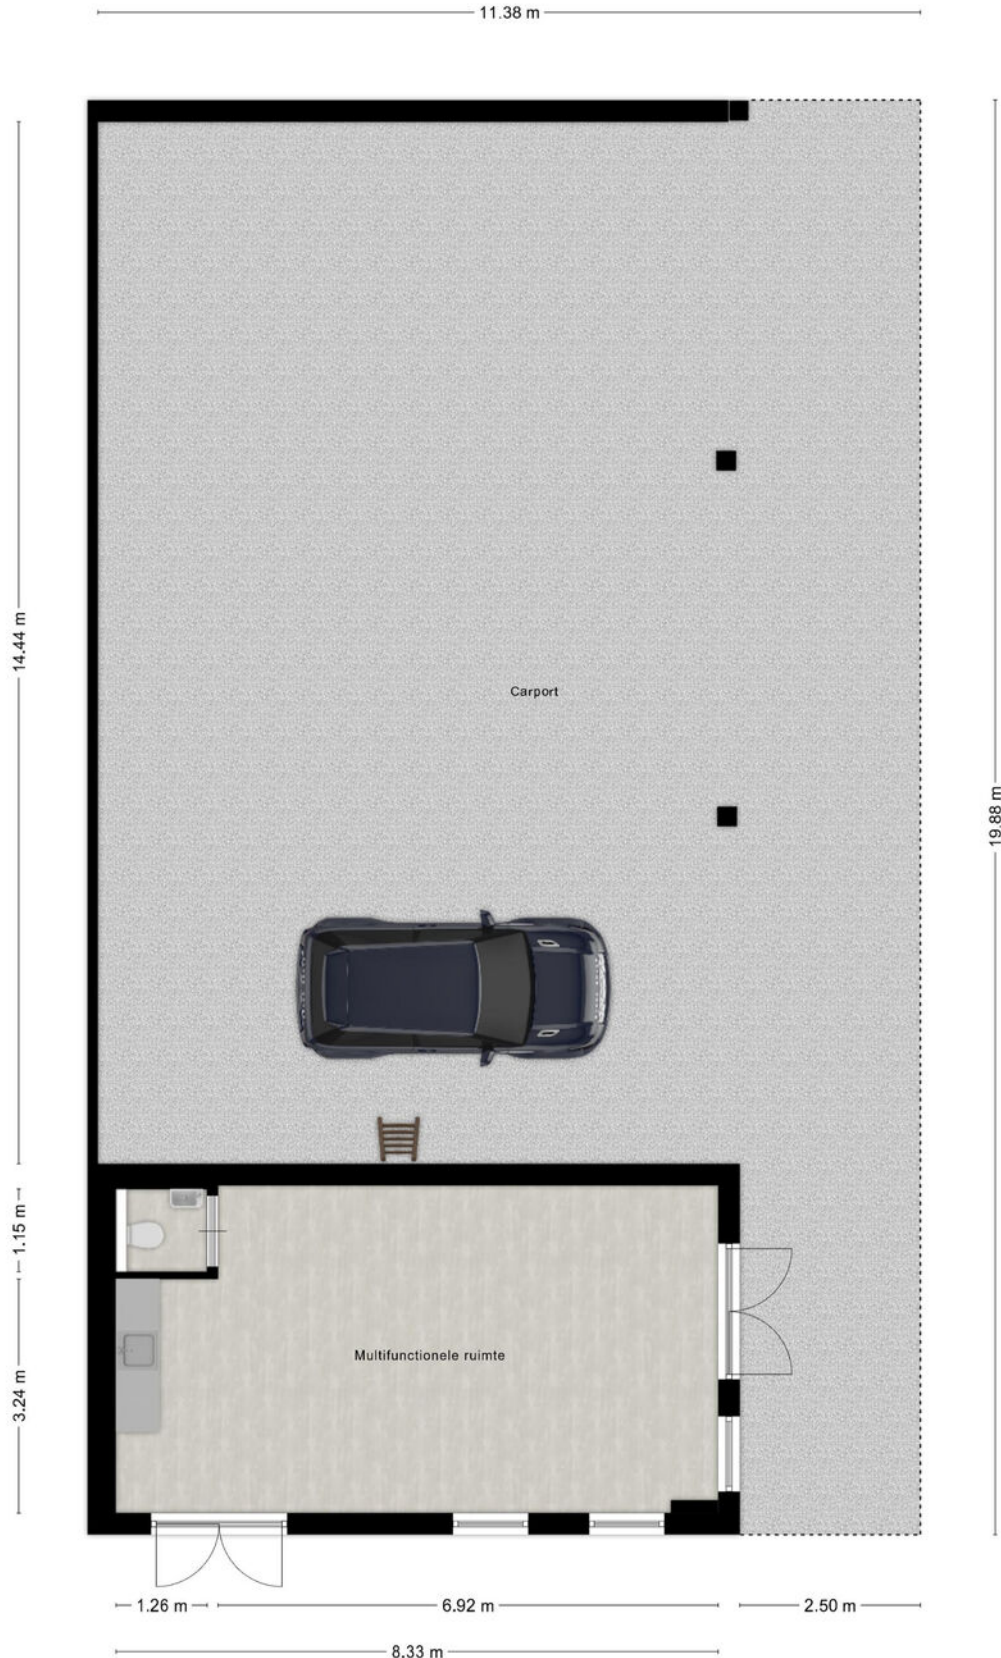 11.38 m
14.44 m
Carport
19.88 m
1.15 m
Multifunctionele ruimte
3.24 m
1.26 m
6.92 m
2.50 m
8.33 m